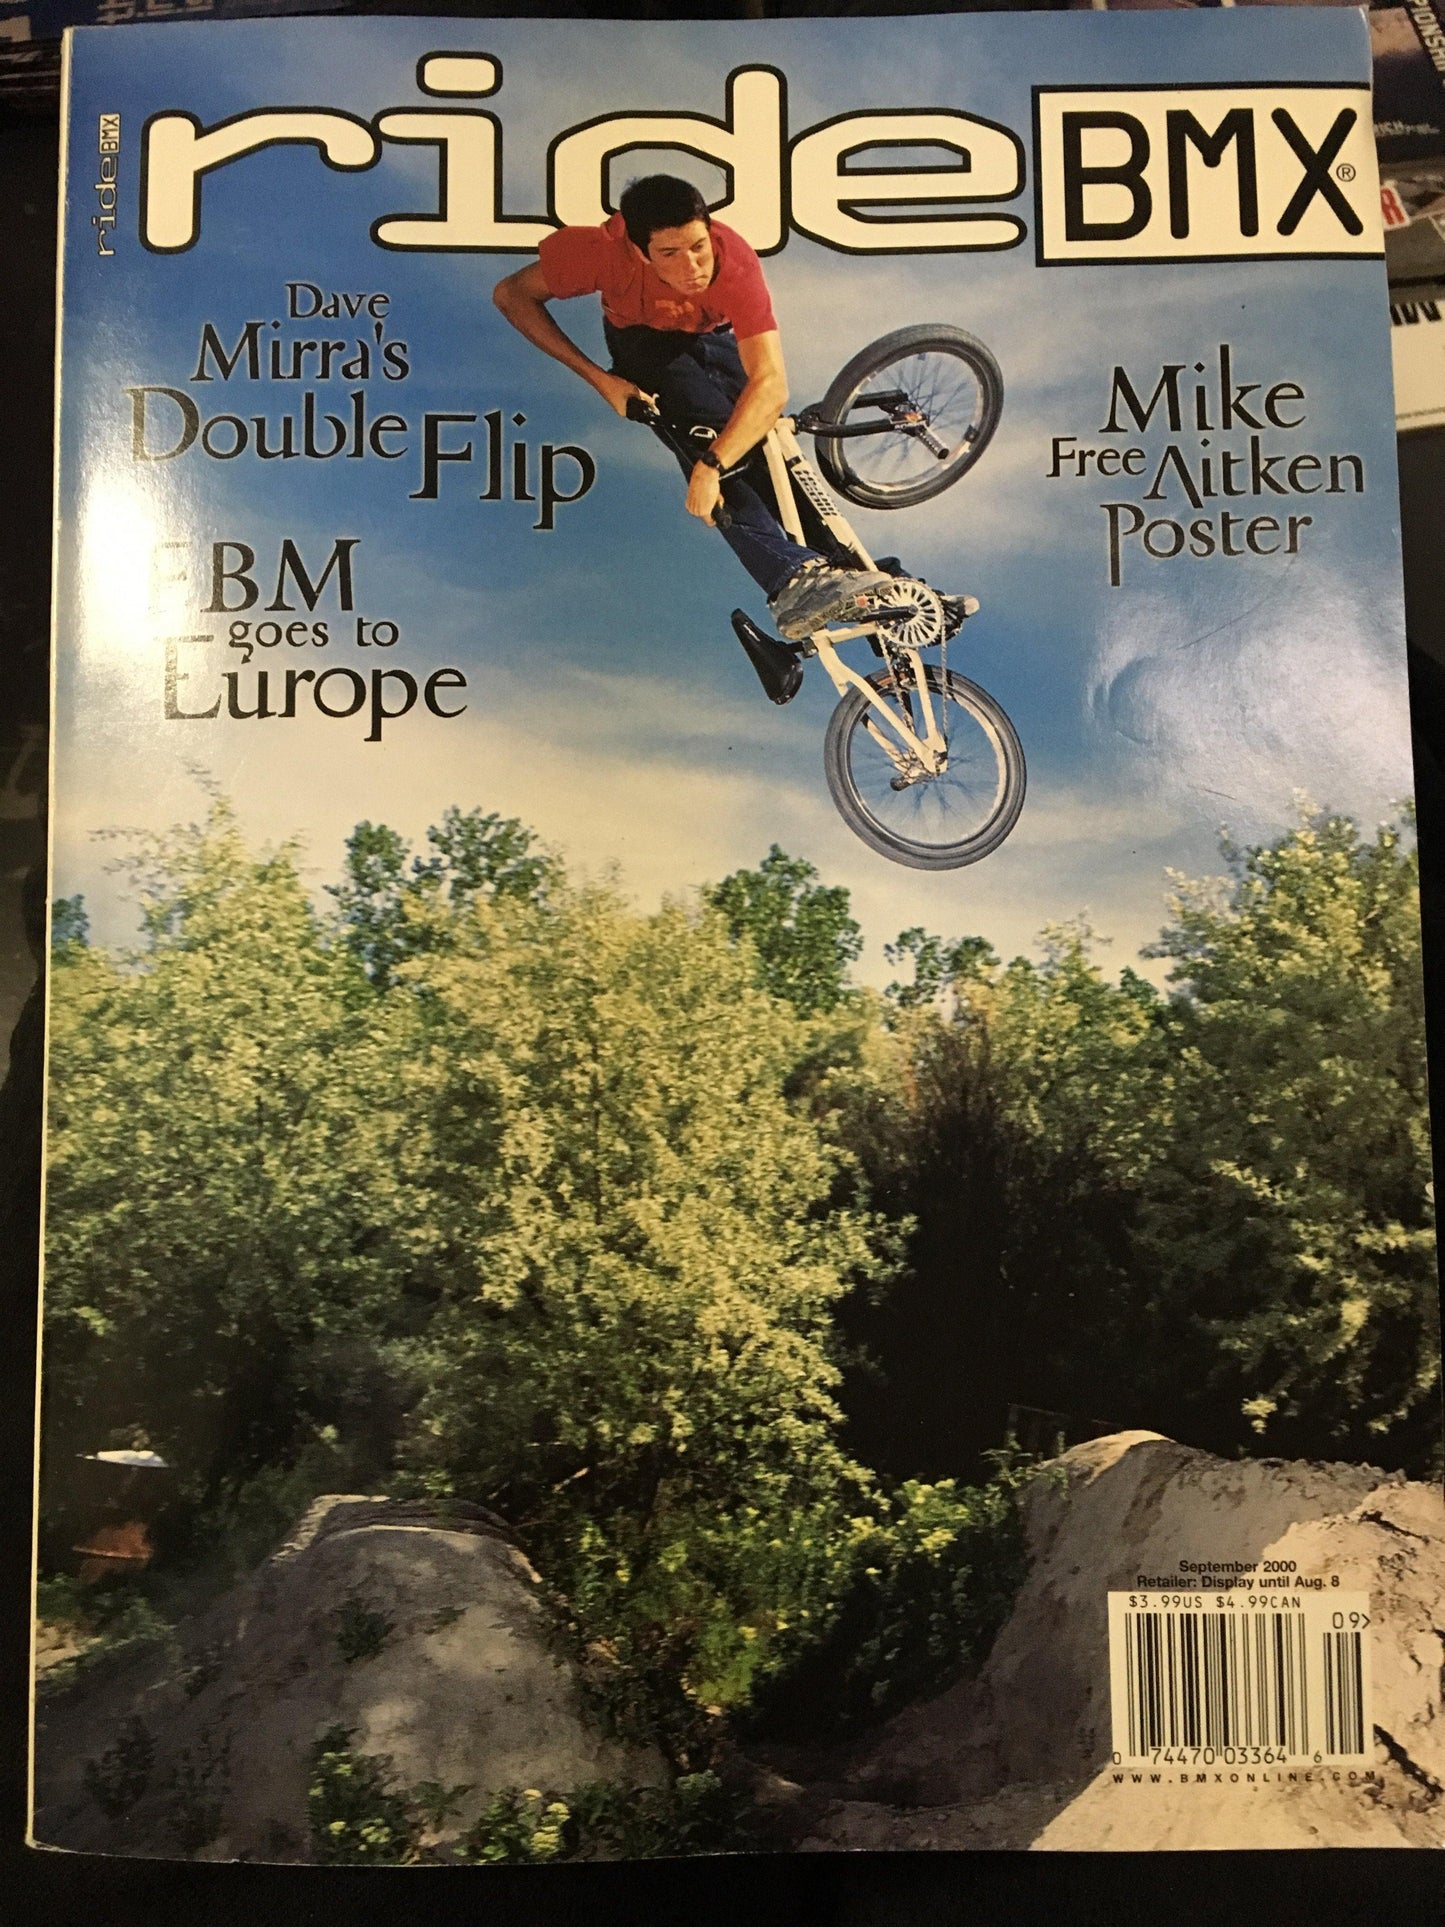 ride BMX®
ride BMX
Dave
Mirra's
Double Flip
FBM
goes to
Europe
Mike
Free Aitken
Poster
September 2000
Retailer: Display until Aug. 8
$3.99US $4.99CAN
09>
0 74470 03364 6
WWW.BMXONLINE.COM